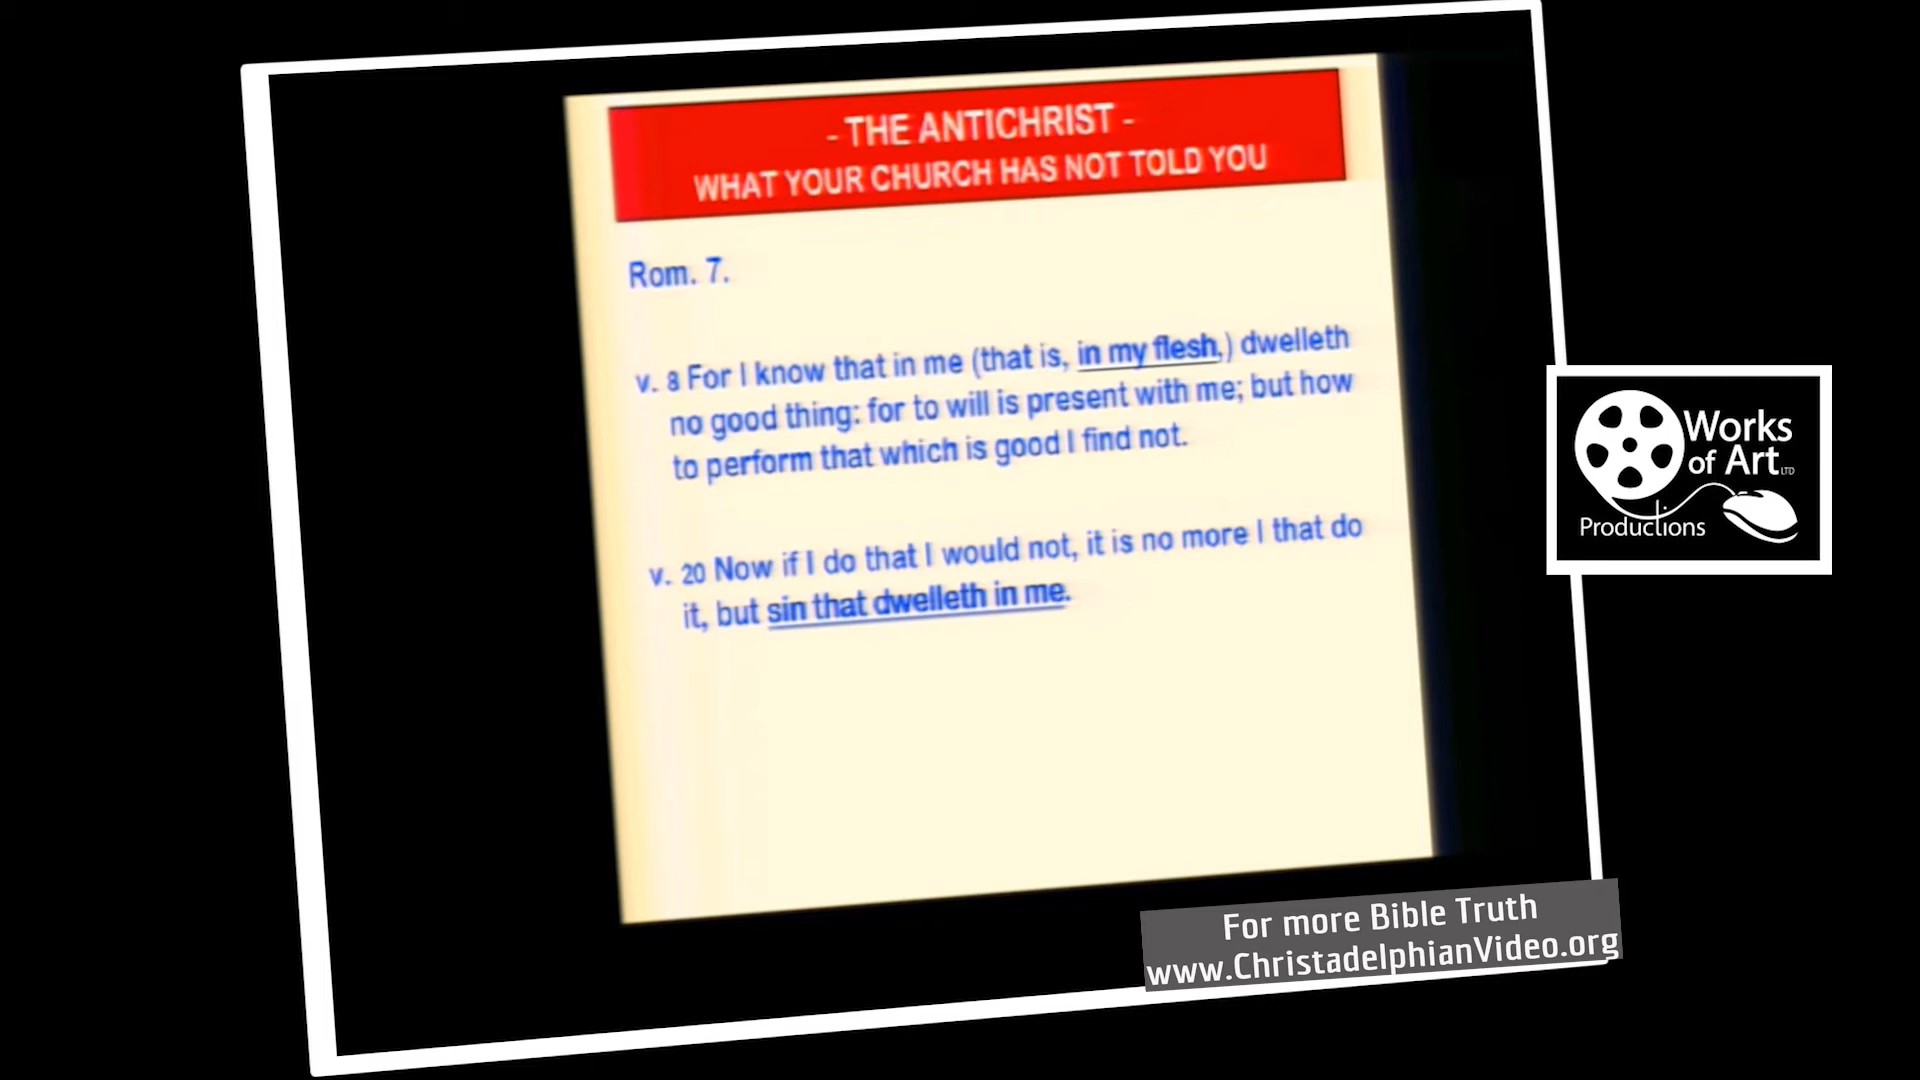 - THE ANTICHRIST -
WHAT YOUR CHURCH HAS NOT TOLD YOU
Rom. 7.
v. 8 For I know that in me (that is, in my flesh,) dwelleth
no good thing: for to will is present with me; but how
to perform that which is good I find not.
v. 20 Now if I do that I would not, it is no more I that do
it, but sin that dwelleth in me.
Works
of Art LTD
Productions
For more Bible Truth
www.ChristadelphianVideo.org